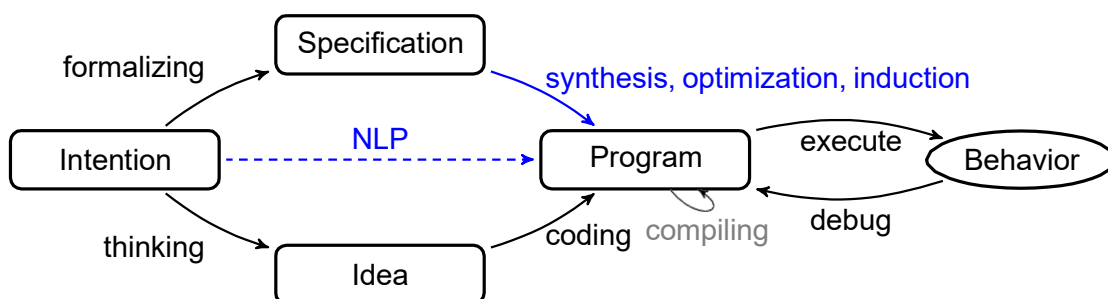 Specification
formalizing
synthesis, optimization, induction
NLP
Intention
Program
execute
Behavior
thinking
coding
compiling
debug
Idea